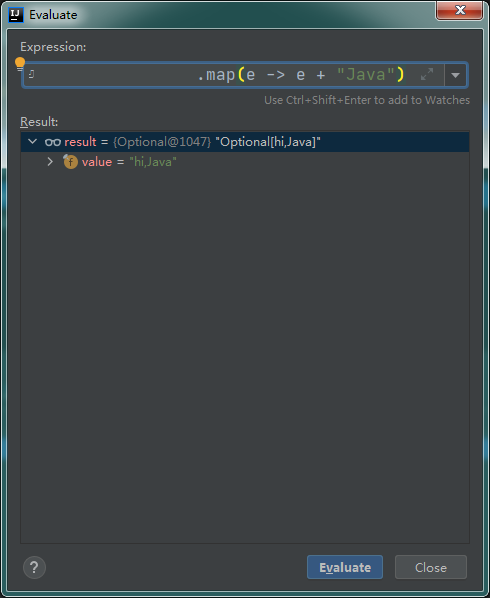 IJ Evaluate
Expression:
.map(e -> e + "Java")
Use Ctrl+Shift+Enter to add to Watches
Result:
result = {Optional@1047} "Optional[hi,Java]"
f value = "hi,Java"
? Evaluate Close